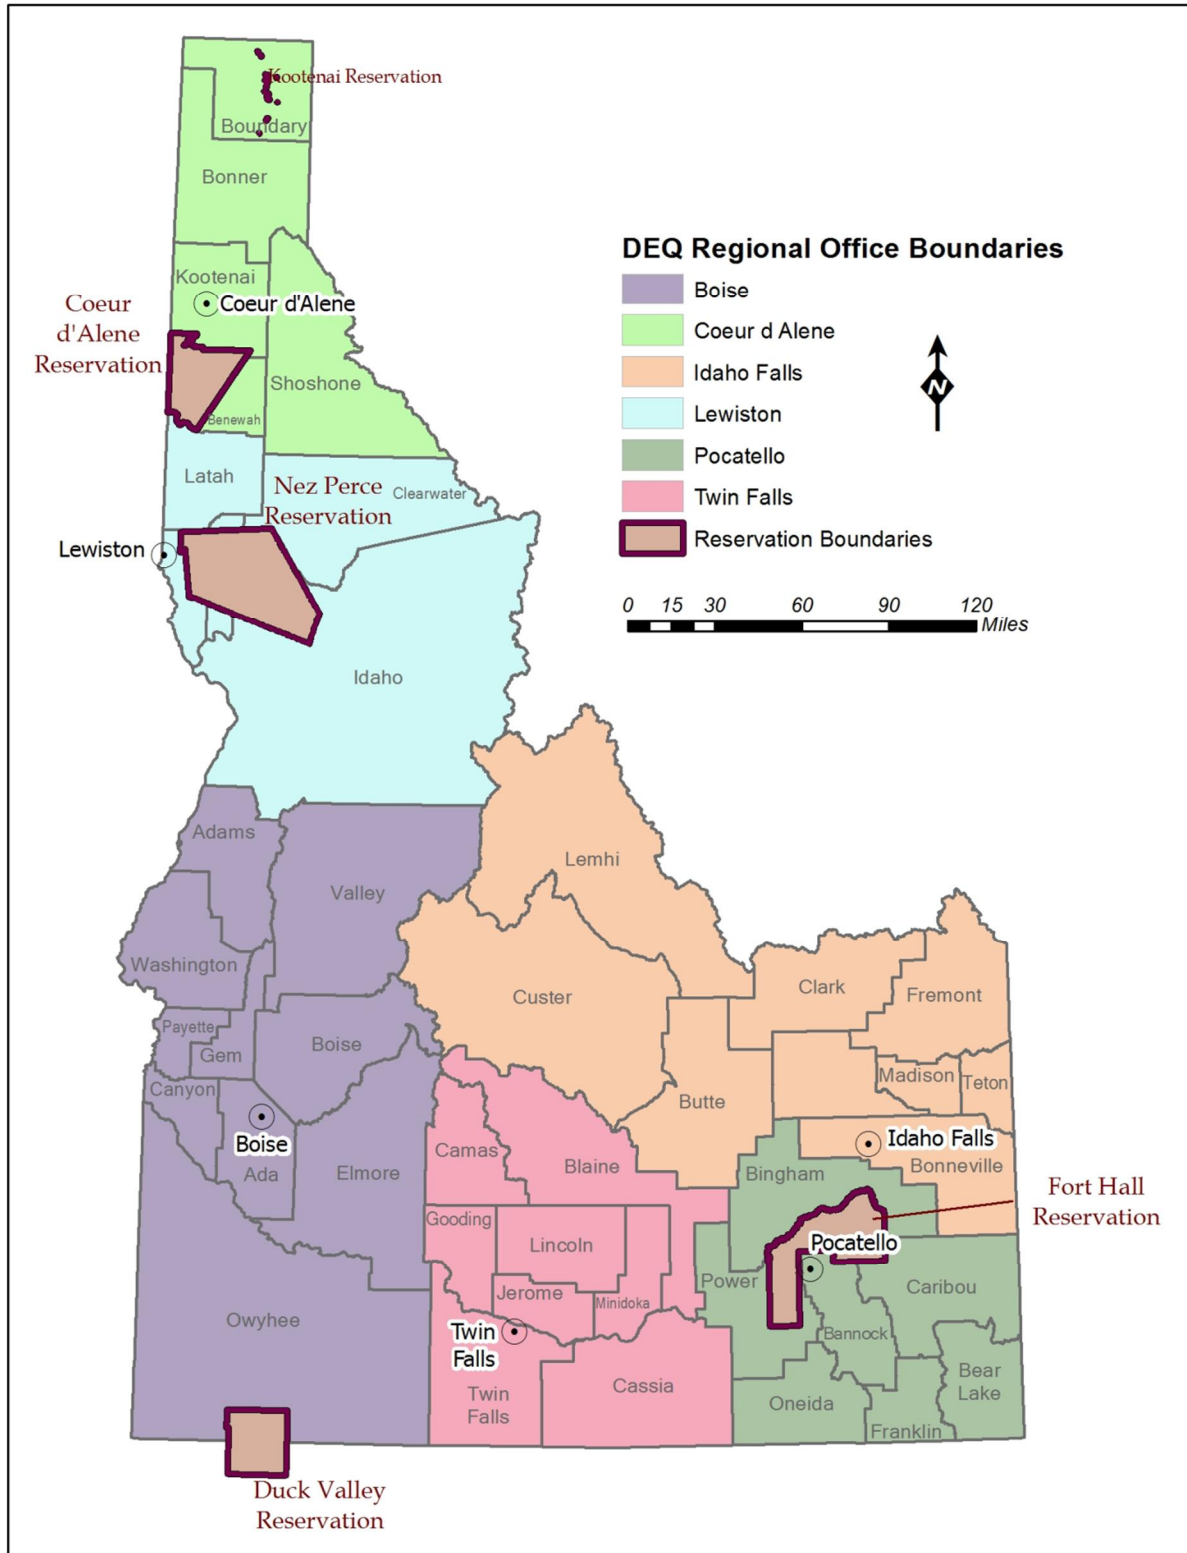 Kootenai Reservation
Boundary
Bonner
Kootenai
Coeur d'Alene
Coeur
d'Alene
Reservation
Shoshone
Benewah
DEQ Regional Office Boundaries
Boise
Coeur d Alene
Idaho Falls
Lewiston
Pocatello
Twin Falls
Reservation Boundaries
N
0 15 30 60 90 120
Miles
Latah
Nez Perce
Reservation
Clearwater
Lewiston
Idaho
Adams
Valley
Lemhi
Washington
Custer
Clark
Fremont
Payette
Gem
Boise
Canyon
Butte
Madison
Teton
Boise
Ada
Elmore
Camas
Blaine
Bingham
Idaho Falls
Bonneville
Fort Hall
Reservation
Gooding
Lincoln
Pocatello
Power
Jerome
Minidoka
Caribou
Owyhee
Twin
Falls
Bannock
Twin
Falls
Cassia
Oneida
Bear
Lake
Franklin
Duck Valley
Reservation